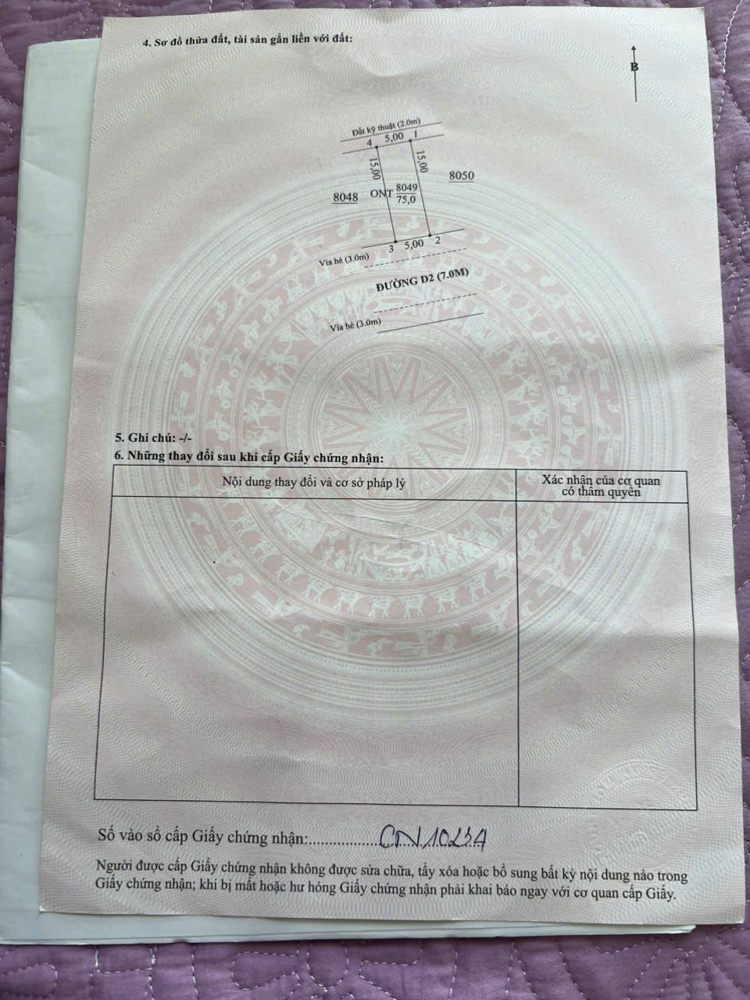 4. Sơ đồ thửa đất, tài sản gắn liền với đất:
B
Đất kỹ thuật (2.0m)
4 5,00 1
15,00 15,00
8050
8048 ONT 8049
75,0
3 5,00 2
Vỉa hè (3.0m)
ĐƯỜNG D2 (7.0M)
Vỉa hè (3.0m)
5. Ghi chú: -/-
6. Những thay đổi sau khi cấp Giấy chứng nhận:
Nội dung thay đổi và cơ sở pháp lý
Xác nhận của cơ quan
có thẩm quyền
Số vào sổ cấp Giấy chứng nhận:
Người được cấp Giấy chứng nhận không được sửa chữa, tẩy xóa hoặc bổ sung bất kỳ nội dung nào trong
Giấy chứng nhận; khi bị mất hoặc hư hỏng Giấy chứng nhận phải khai báo ngay với cơ quan cấp Giấy.